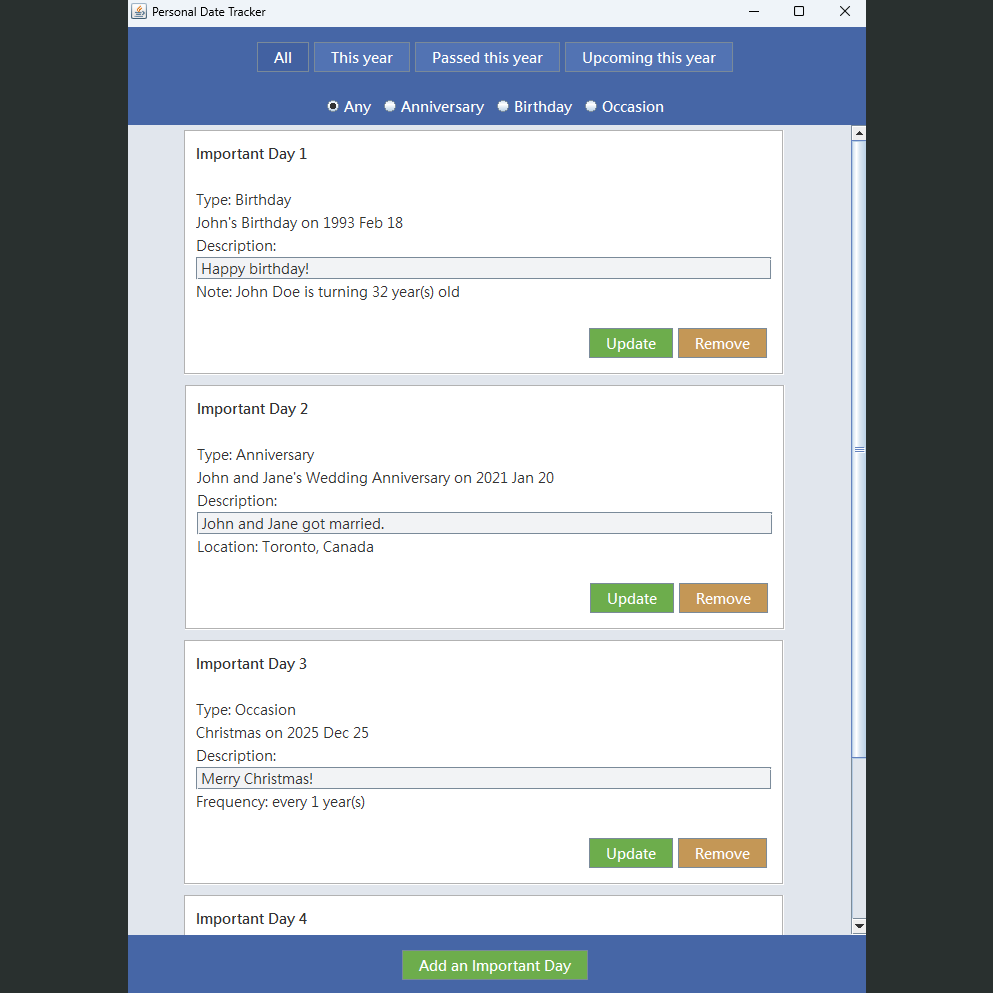 Personal Date Tracker
All This year Passed this year Upcoming this year
Any Anniversary Birthday Occasion
Important Day 1
Type: Birthday
John's Birthday on 1993 Feb 18
Description:
Happy birthday!
Note: John Doe is turning 32 year(s) old
Update Remove
Important Day 2
Type: Anniversary
John and Jane's Wedding Anniversary on 2021 Jan 20
Description:
John and Jane got married.
Location: Toronto, Canada
Update Remove
Important Day 3
Type: Occasion
Christmas on 2025 Dec 25
Description:
Merry Christmas!
Frequency: every 1 year(s)
Update Remove
Important Day 4
Add an Important Day